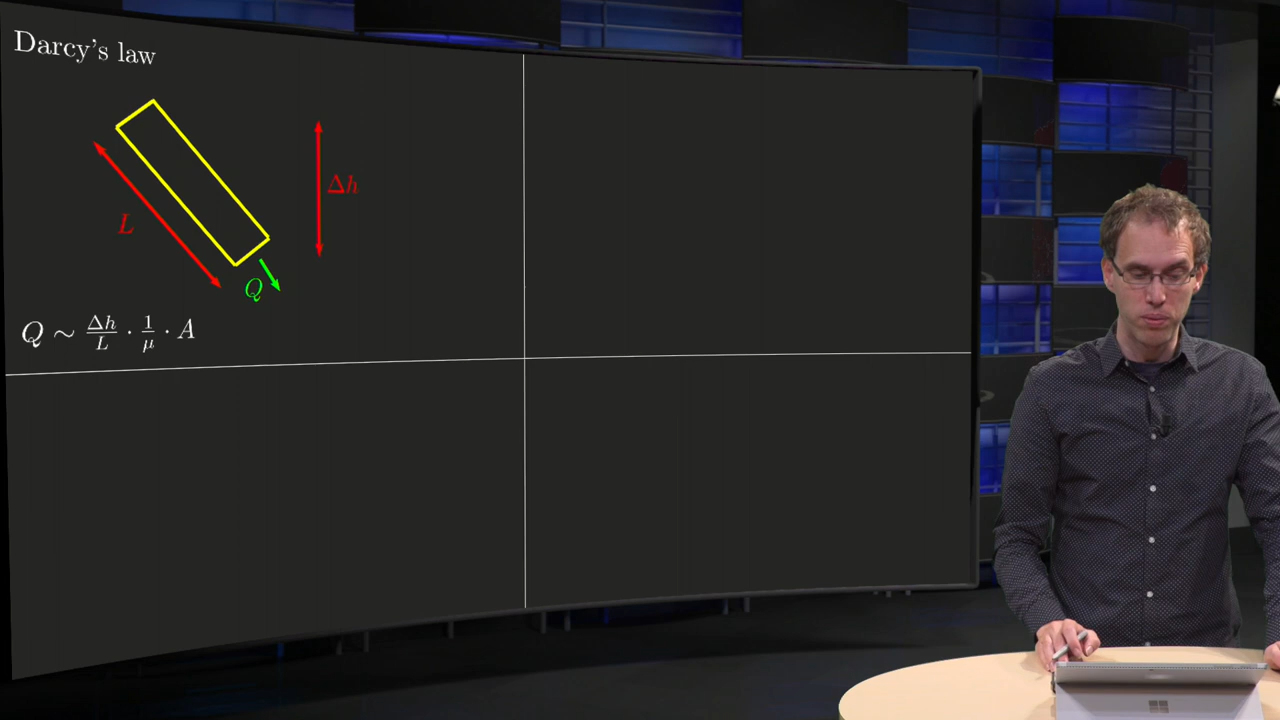 Darcy's law
Δh
L
Q
Q ∼ Δh/L · 1/μ · A